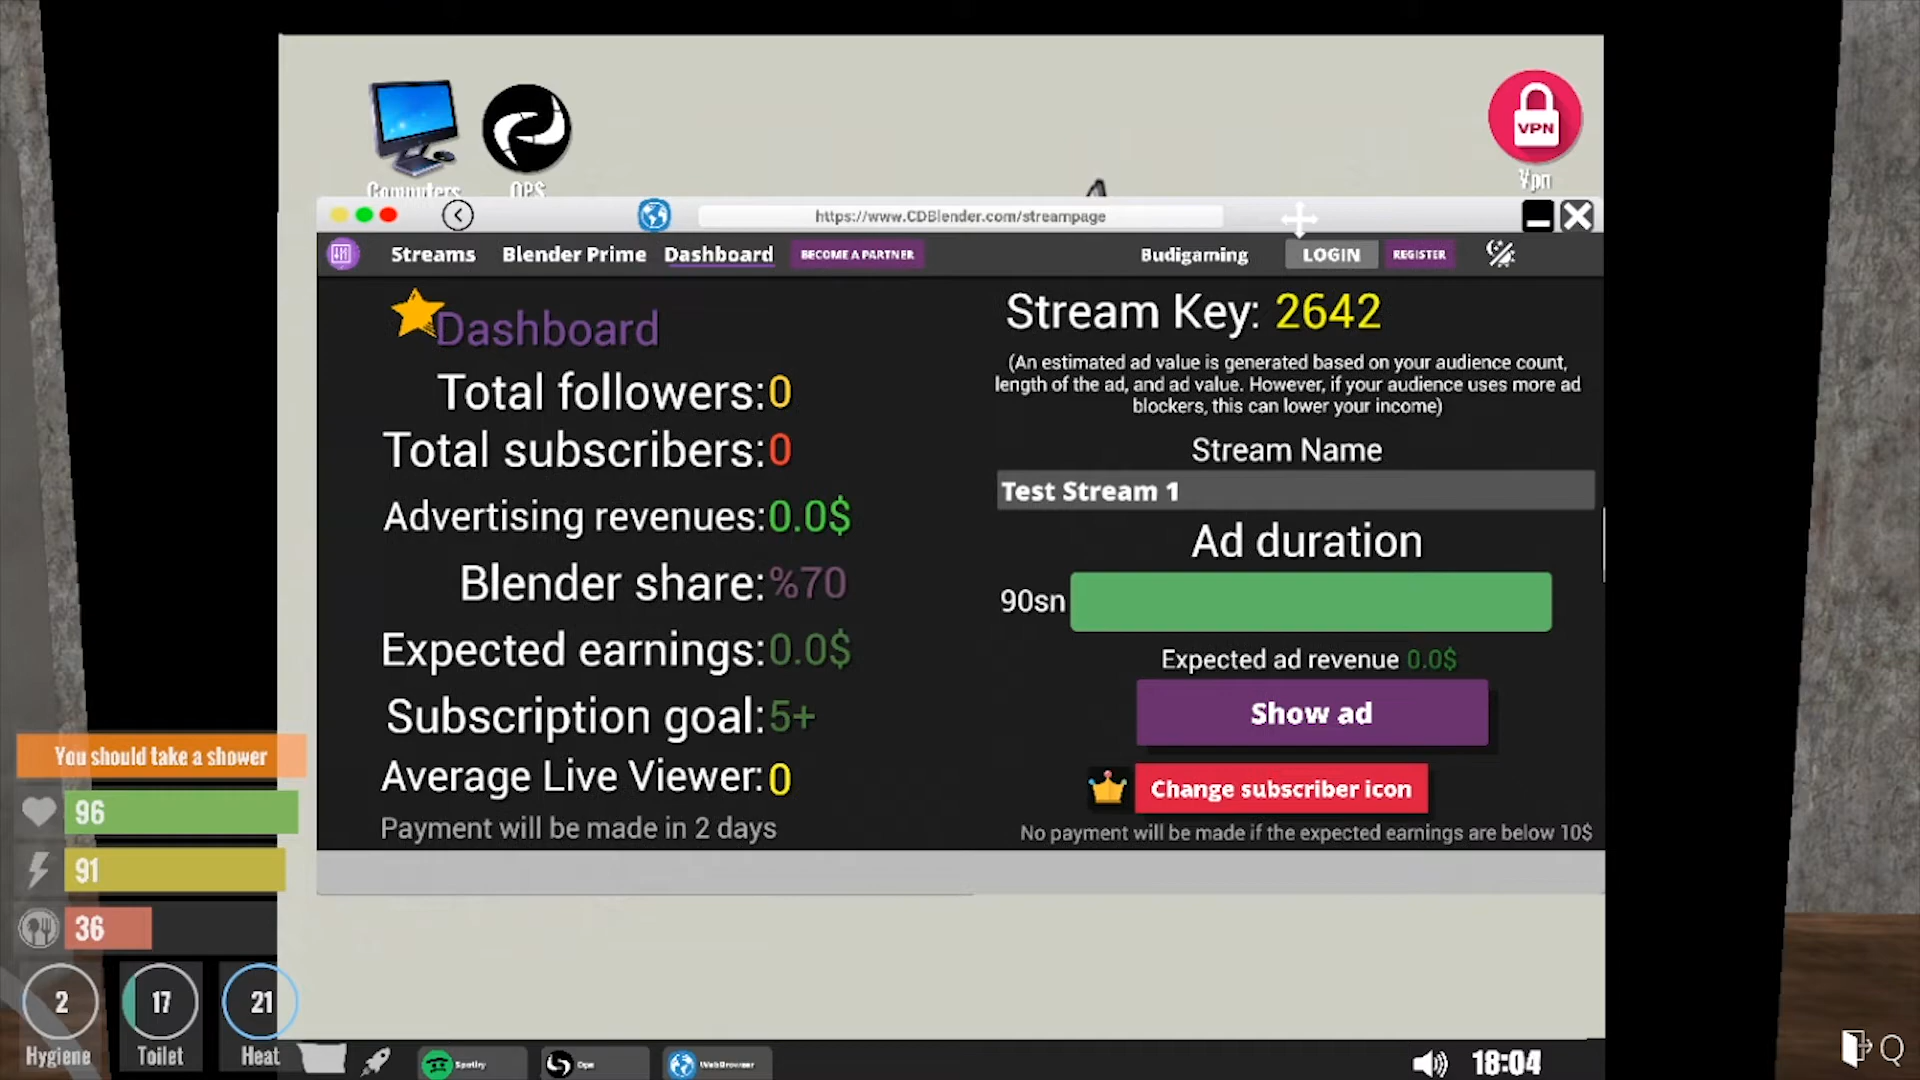 Computers
OPS
VPN
Vpn
https://www.CDBlender.com/streampage
Streams Blender Prime Dashboard BECOME A PARTNER Budigaming LOGIN REGISTER
Dashboard
Total followers:0
Total subscribers:0
Advertising revenues:0.0$
Blender share:%70
Expected earnings:0.0$
Subscription goal:5+
Average Live Viewer:0
Payment will be made in 2 days
Stream Key: 2642
(An estimated ad value is generated based on your audience count,
length of the ad, and ad value. However, if your audience uses more ad
blockers, this can lower your income)
Stream Name
Test Stream 1
Ad duration
90sn
Expected ad revenue 0.0$
Show ad
Change subscriber icon
No payment will be made if the expected earnings are below 10$
You should take a shower
96
91
36
2 17 21
Hygiene Toilet Heat
Spotify Ops WebBrowser
18:04
Q